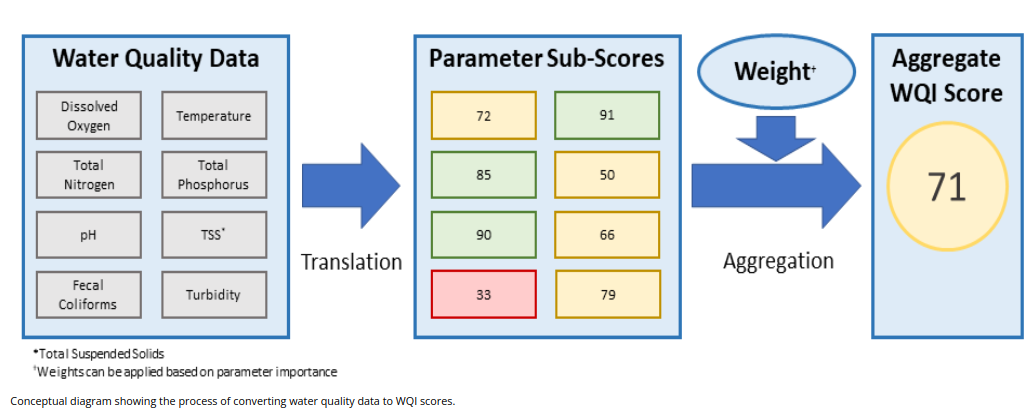 Water Quality Data
Dissolved
Oxygen
Temperature
Total
Nitrogen
Total
Phosphorus
pH
TSS*
Fecal
Coliforms
Turbidity
Translation
Parameter Sub-Scores
72
91
85
50
90
66
33
79
Weight†
Aggregation
Aggregate
WQI Score
71
*Total Suspended Solids
†Weights can be applied based on parameter importance
Conceptual diagram showing the process of converting water quality data to WQI scores.